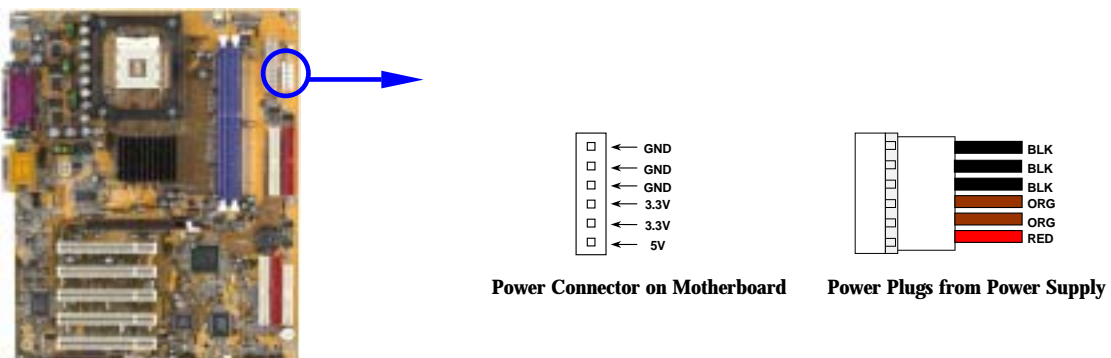 GND
GND
GND
3.3V
3.3V
5V
BLK
BLK
BLK
ORG
ORG
RED
Power Connector on Motherboard
Power Plugs from Power Supply